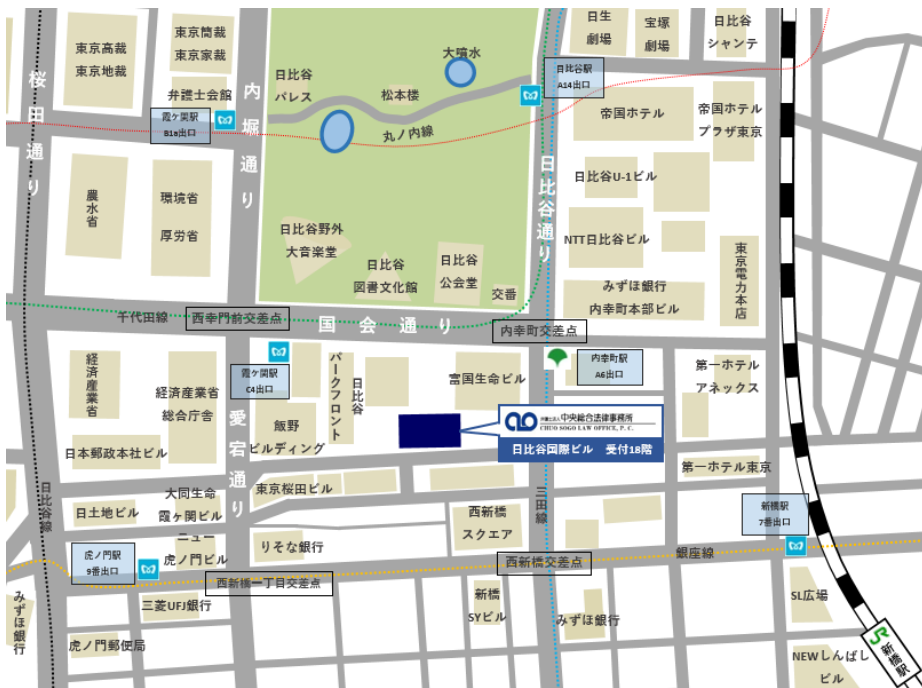 東京高裁
東京地裁
東京簡裁
東京家裁
弁護士会館
日比谷
パレス
松本楼
大噴水
丸ノ内線
日比谷駅
A14出口
日生
劇場
宝塚
劇場
日比谷
シャンテ
帝国ホテル
帝国ホテル
プラザ東京
桜田通り
内堀通り
霞ケ関駅
B1a出口
農水省
環境省
厚労省
日比谷野外
大音楽堂
日比谷
図書文化館
日比谷
公会堂
交番
日比谷通り
日比谷U-1ビル
NTT日比谷ビル
みずほ銀行
内幸町本部ビル
東京電力本店
千代田線
西幸門前交差点
国会通り
内幸町交差点
霞ケ関駅
C4出口
内幸町駅
A6出口
第一ホテル
アネックス
経済産業省
経済産業省
総合庁舎
日本郵政本社ビル
愛宕通り
飯野
ビルディング
パークフロント
日比谷
富国生命ビル
弁護士法人 中央総合法律事務所
CHUO SOGO LAW OFFICE, P. C.
日比谷国際ビル 受付18階
第一ホテル東京
日比谷線
日土地ビル
大同生命
霞ヶ関ビル
ニュー
虎ノ門ビル
東京桜田ビル
りそな銀行
西新橋
スクエア
三田線
新橋駅
7番出口
虎ノ門駅
9番出口
西新橋一丁目交差点
西新橋交差点
銀座線
みずほ銀行
三菱UFJ銀行
虎ノ門郵便局
新橋
SYビル
みずほ銀行
SL広場
JR
新橋駅
NEWしんばし
ビル